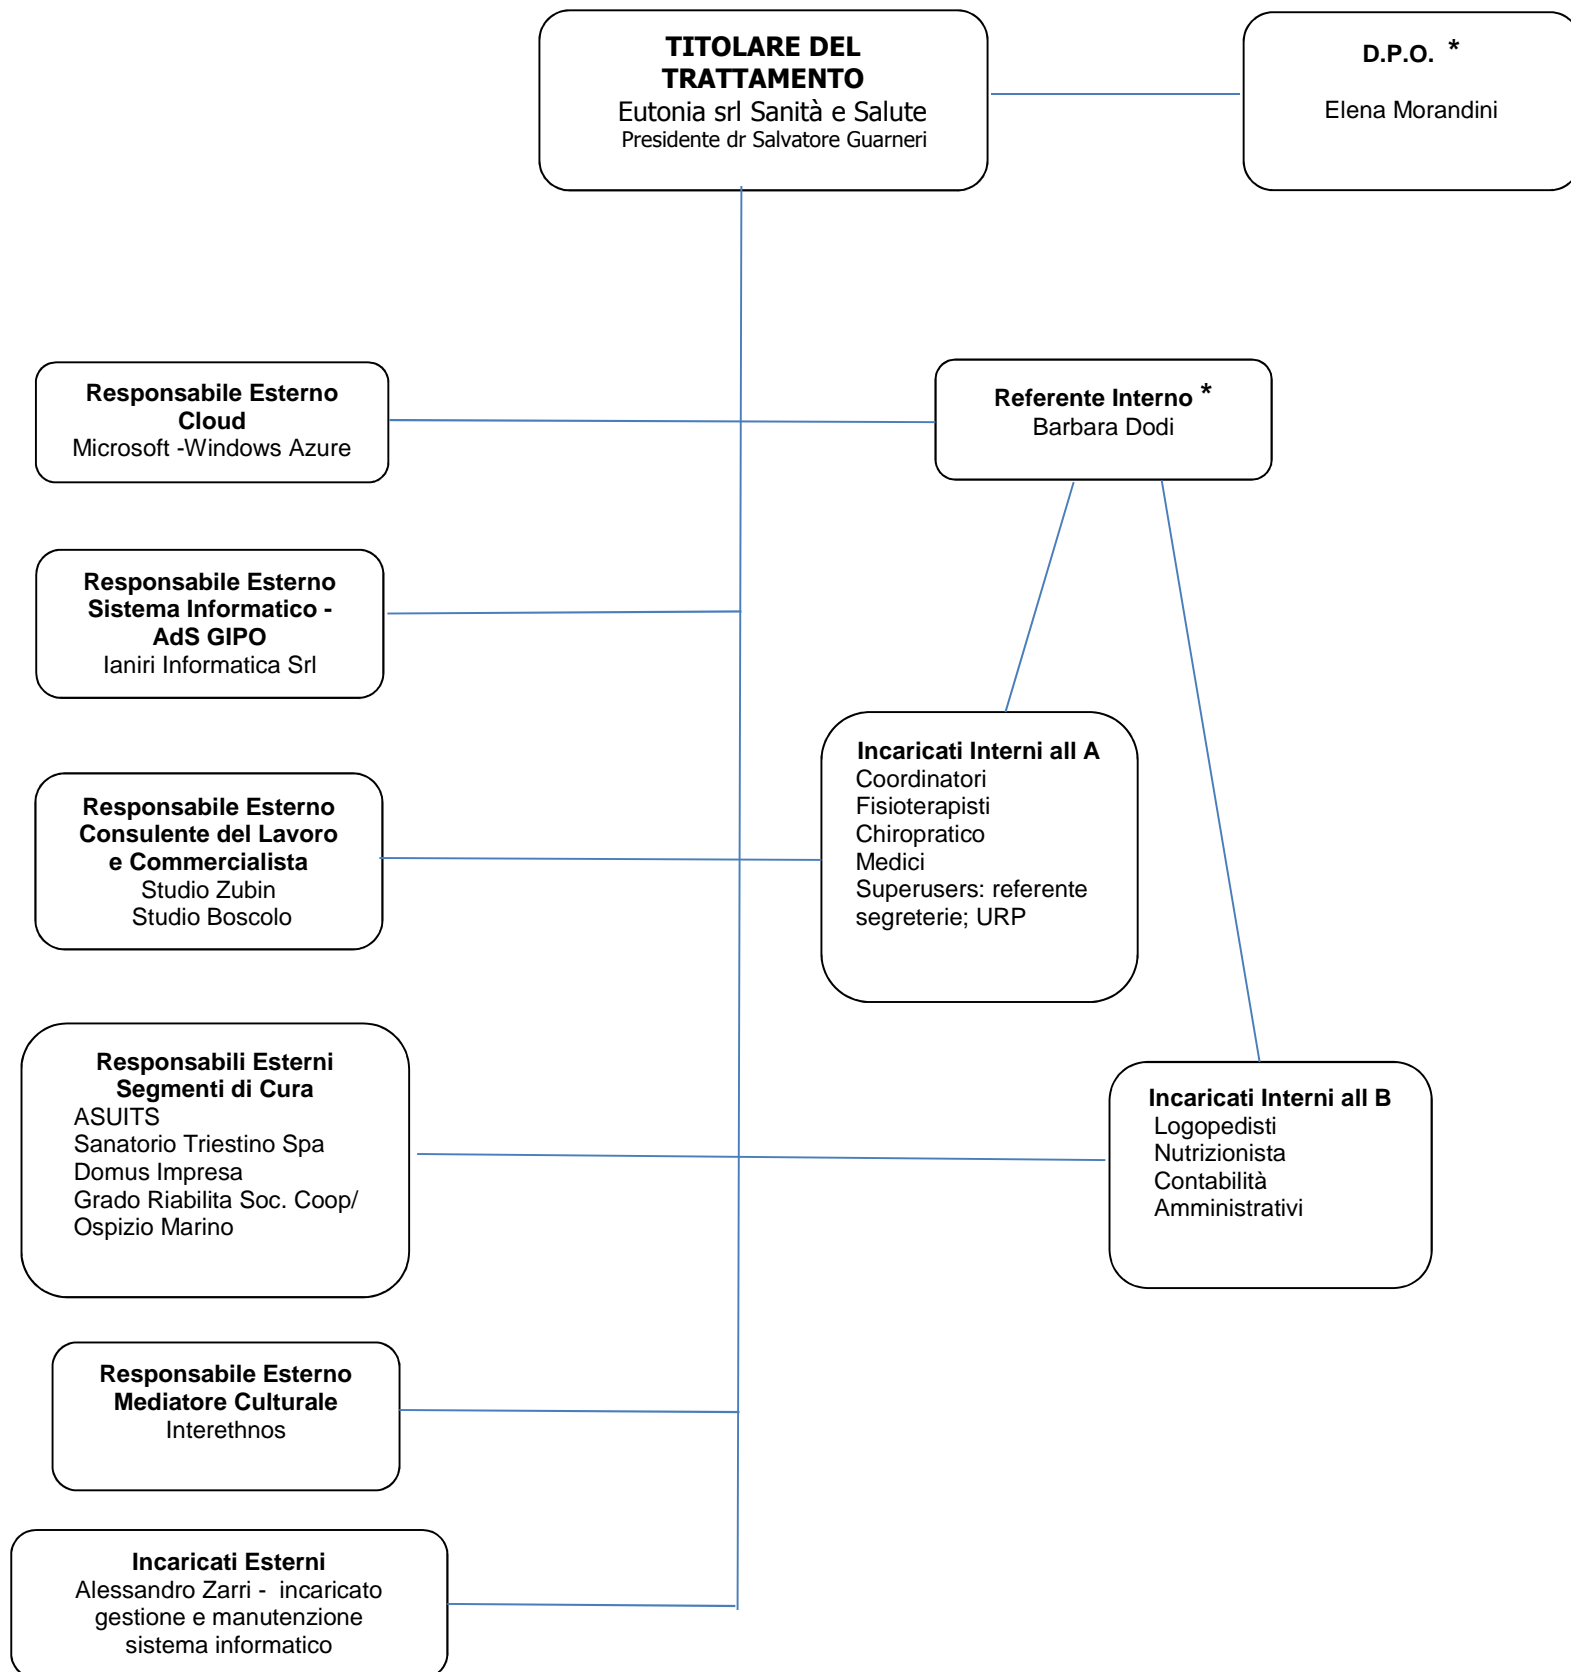 TITOLARE DEL
TRATTAMENTO
Eutonia srl Sanità e Salute
Presidente dr Salvatore Guarneri
D.P.O. *
Elena Morandini
Responsabile Esterno
Cloud
Microsoft -Windows Azure
Referente Interno *
Barbara Dodi
Responsabile Esterno
Sistema Informatico -
AdS GIPO
Ianiri Informatica Srl
Incaricati Interni all A
Coordinatori
Fisioterapisti
Chiropratico
Medici
Superusers: referente
segreterie; URP
Responsabile Esterno
Consulente del Lavoro
e Commercialista
Studio Zubin
Studio Boscolo
Responsabili Esterni
Segmenti di Cura
ASUITS
Sanatorio Triestino Spa
Domus Impresa
Grado Riabilita Soc. Coop/
Ospizio Marino
Incaricati Interni all B
Logopedisti
Nutrizionista
Contabilità
Amministrativi
Responsabile Esterno
Mediatore Culturale
Interethnos
Incaricati Esterni
Alessandro Zarri - incaricato
gestione e manutenzione
sistema informatico